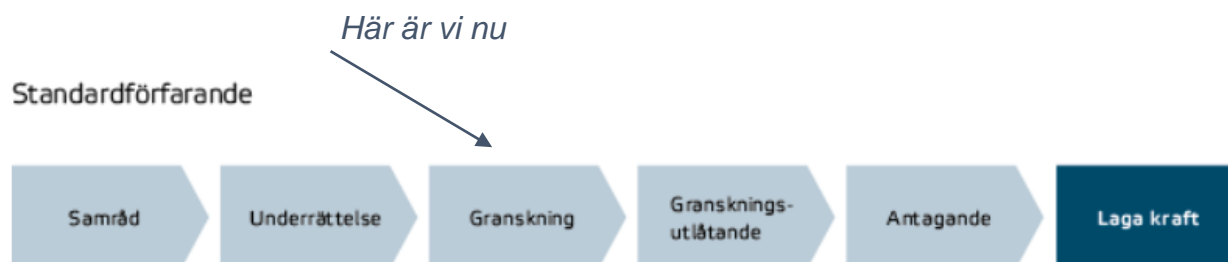 Här är vi nu
Standardförfarande
Samråd
Underrättelse
Granskning
Gransknings-
utlåtande
Antagande
Laga kraft